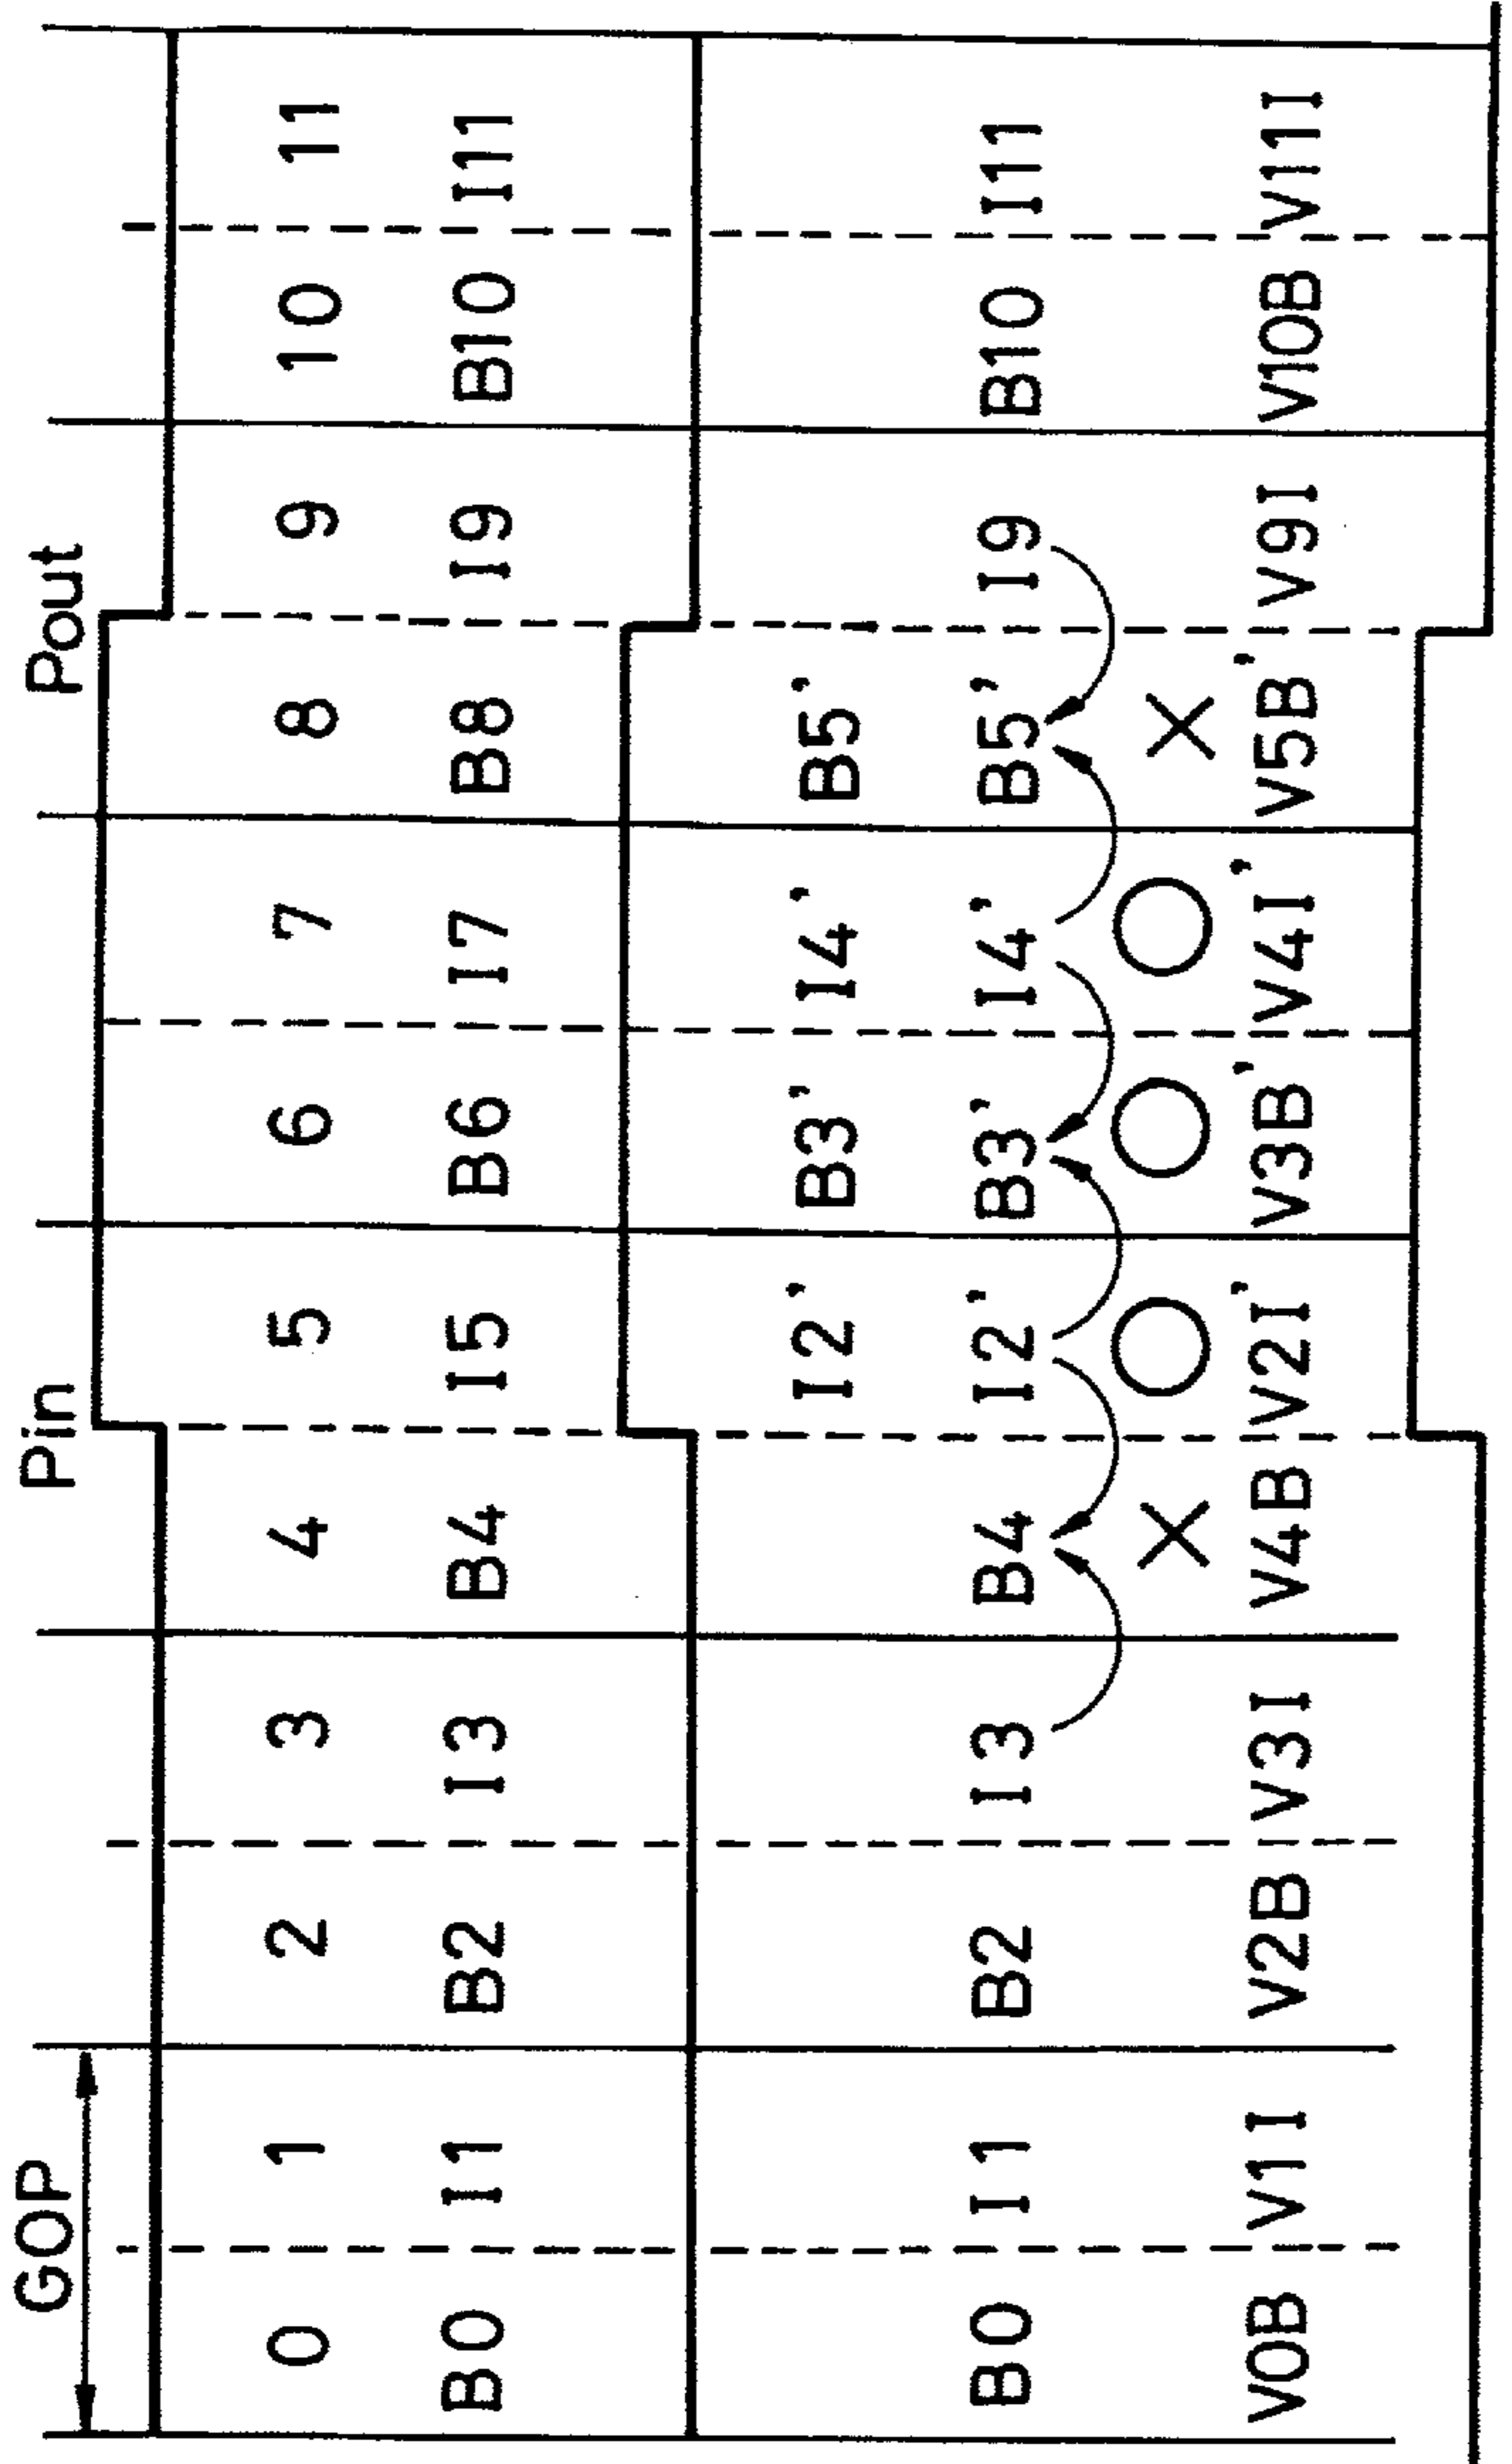 GOP Pin Pout
0 1 2 3 4 5 6 7 8 9 10 11
B0 I1 B2 I3 B4 I5 B6 I7 B8 I9 B10 I11
I2' B3' I4' B5'
B0 I1 B2 I3 B4 I2' B3' I4' B5' I9 B10 I11
× ○ ○ ○ ×
V0B V1I V2B V3I V4B V2I' V3B' V4I' V5B' V9I V10B V11I